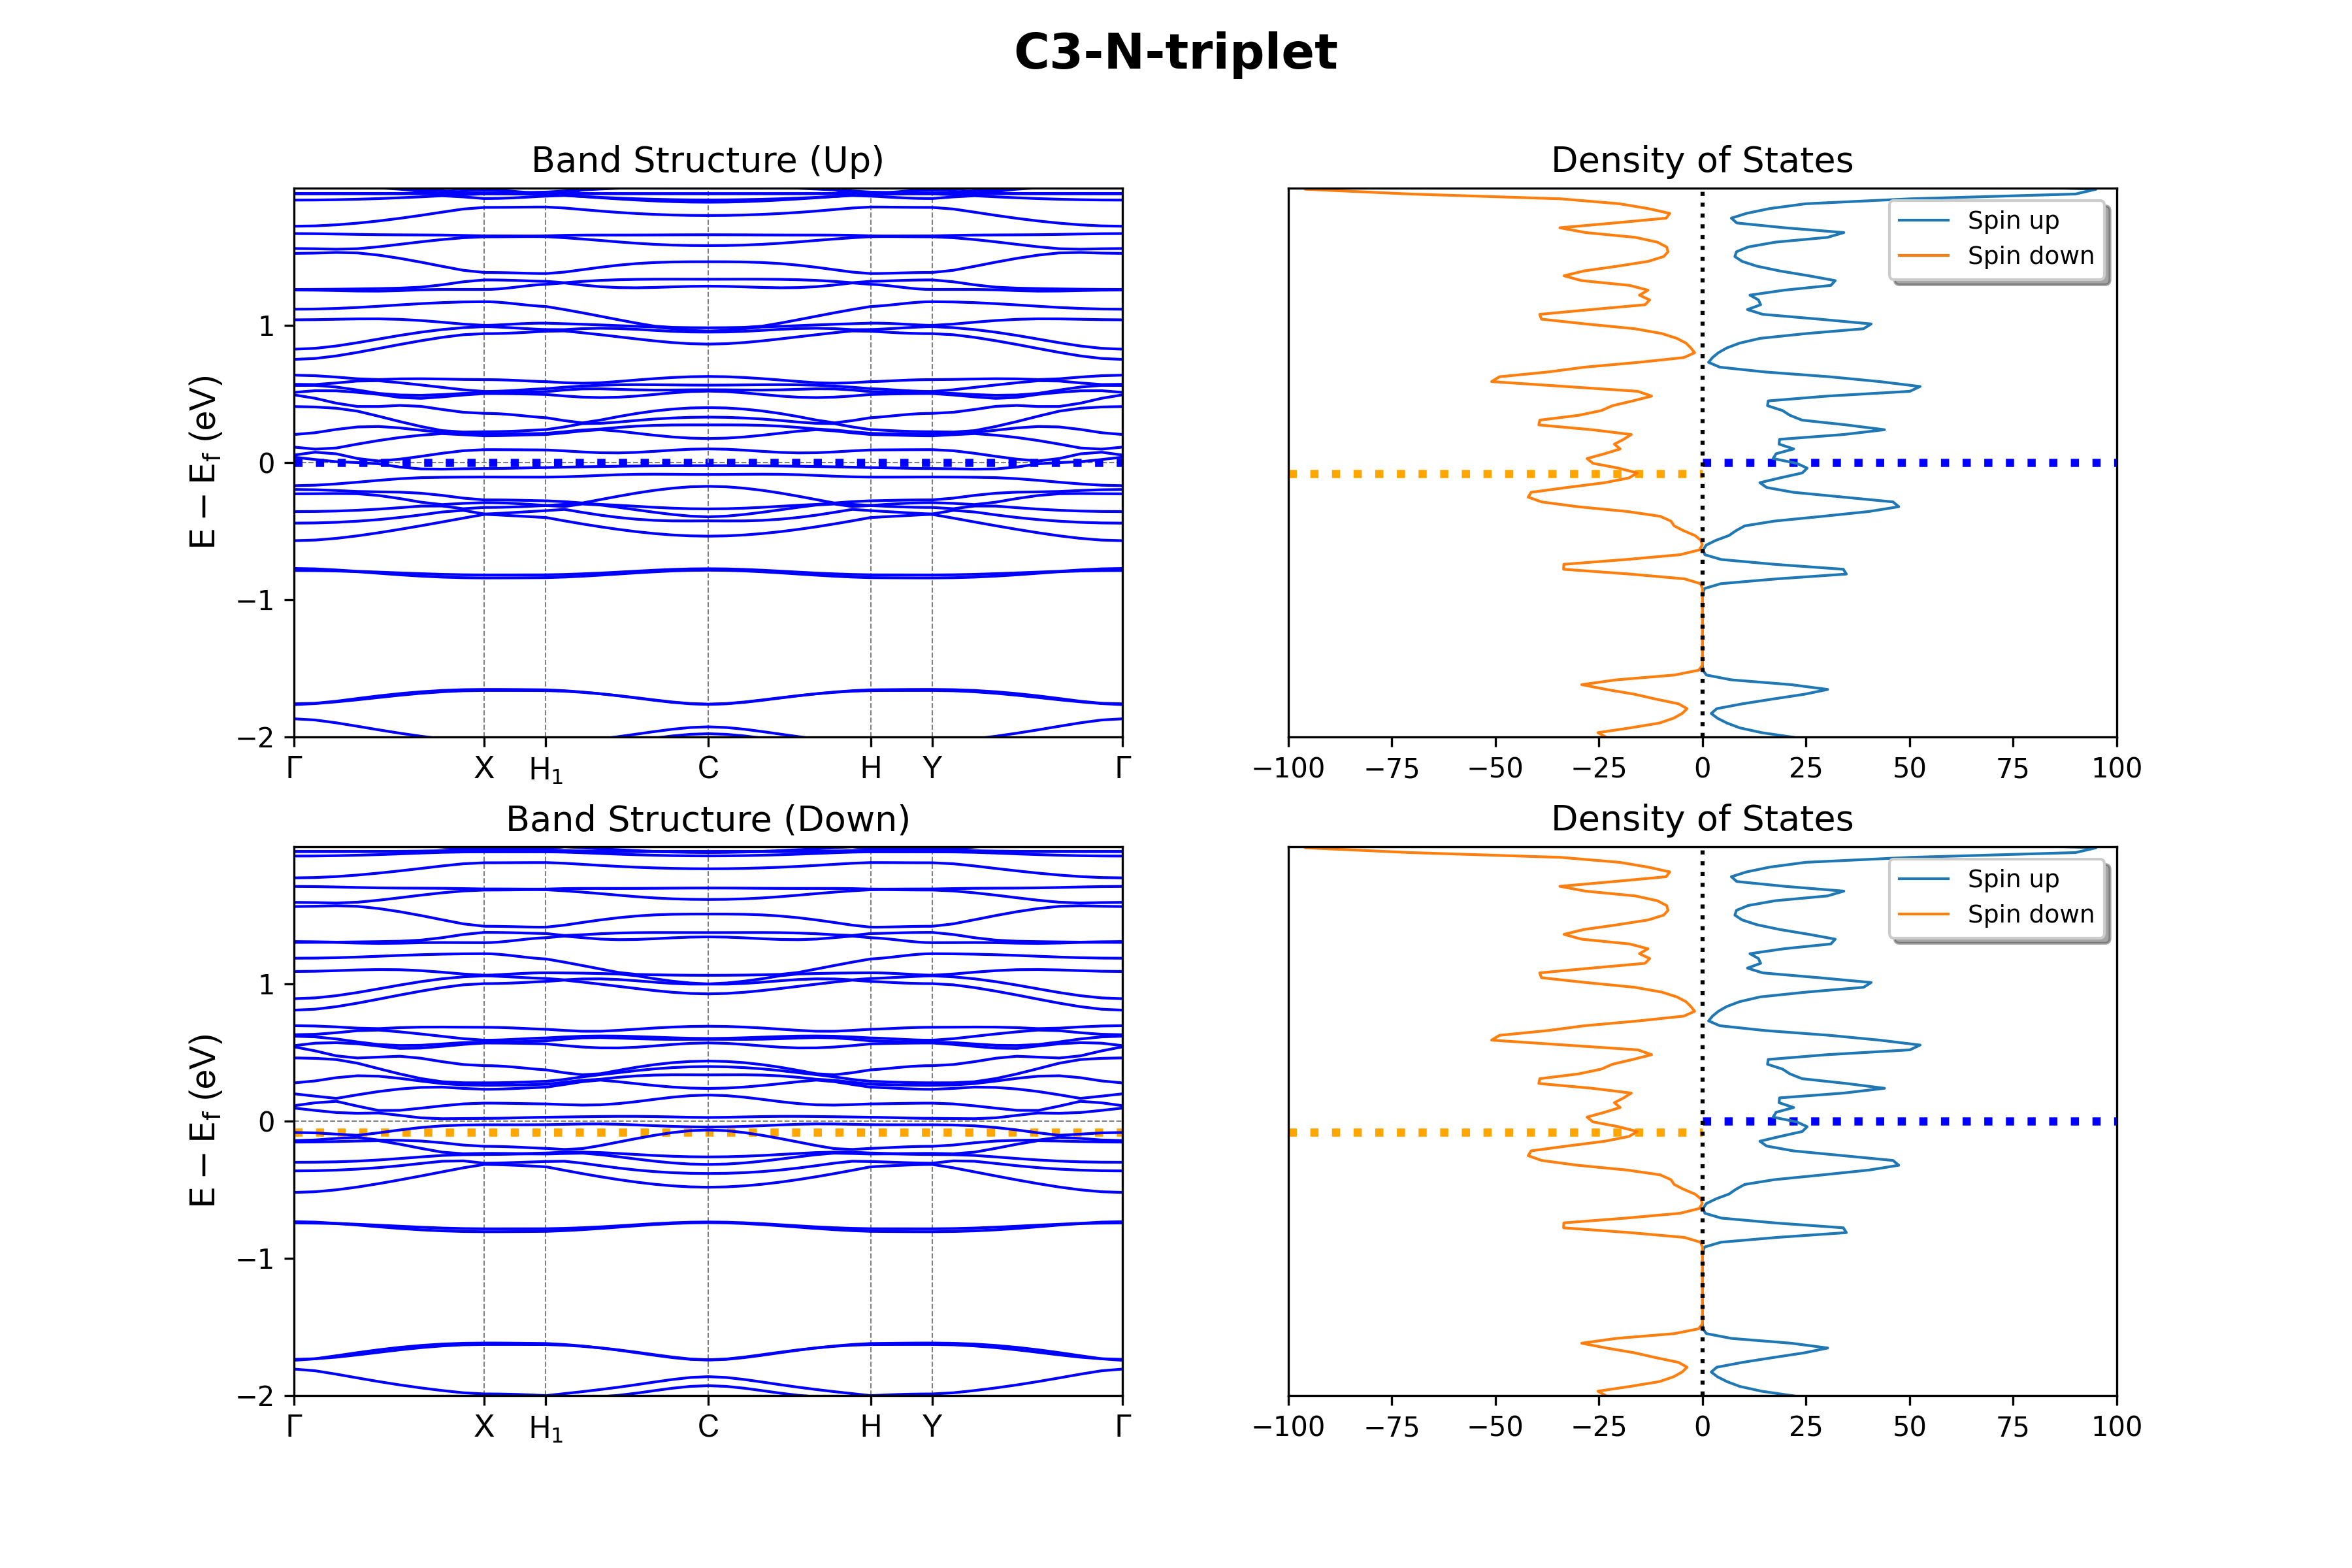 C3-N-triplet
Band Structure (Up)
E − E_f (eV)
1
0
−1
−2
Γ X H₁ C H Y Γ
Density of States
Spin up
Spin down
−100 −75 −50 −25 0 25 50 75 100
Band Structure (Down)
E − E_f (eV)
1
0
−1
−2
Γ X H₁ C H Y Γ
Density of States
Spin up
Spin down
−100 −75 −50 −25 0 25 50 75 100